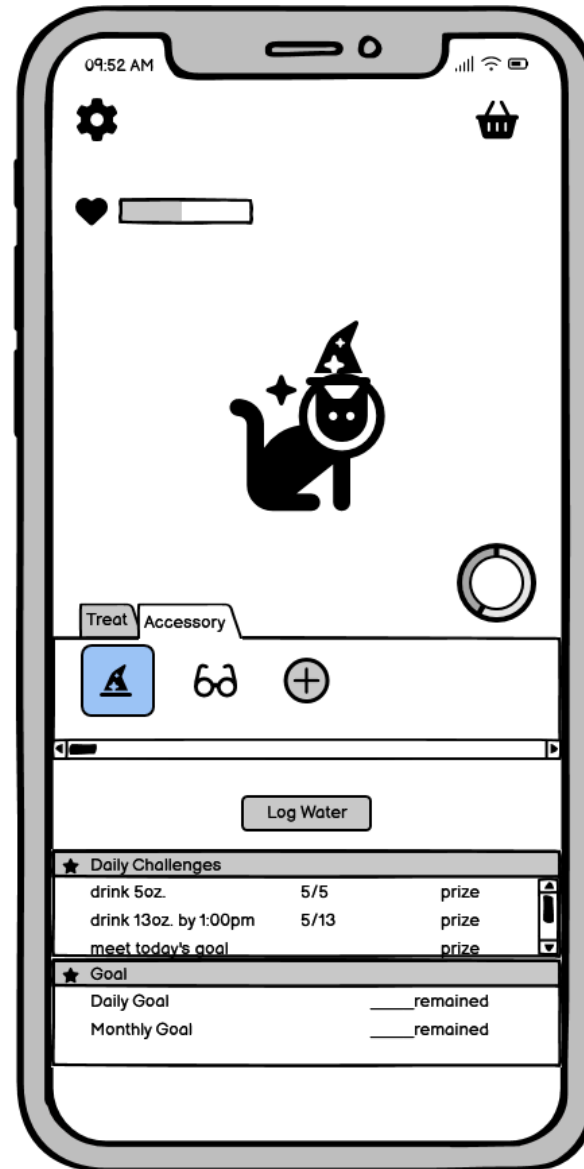 09:52 AM
Treat Accessory
Log Water
Daily Challenges
drink 5oz. 5/5 prize
drink 13oz. by 1:00pm 5/13 prize
meet today's goal prize
Goal
Daily Goal _____remained
Monthly Goal _____remained